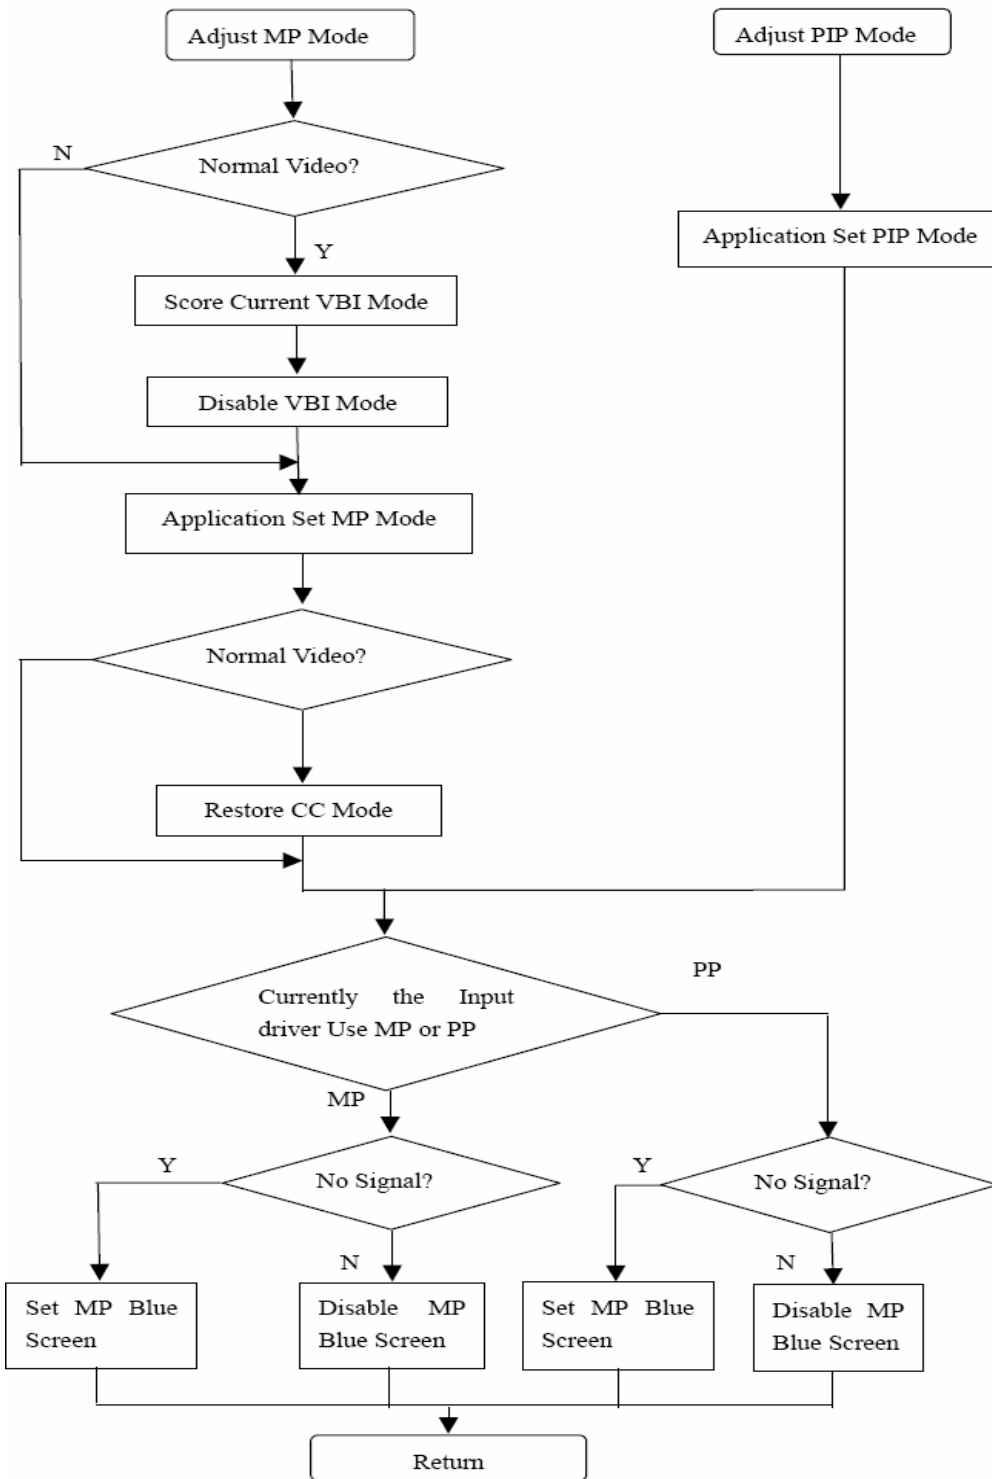 Adjust MP Mode
Adjust PIP Mode
N
Normal Video?
Y
Application Set PIP Mode
Score Current VBI Mode
Disable VBI Mode
Application Set MP Mode
Normal Video?
Restore CC Mode
PP
Currently the Input
driver Use MP or PP
MP
Y
No Signal?
Y
No Signal?
N
N
Set MP Blue
Screen
Disable MP
Blue Screen
Set MP Blue
Screen
Disable MP
Blue Screen
Return